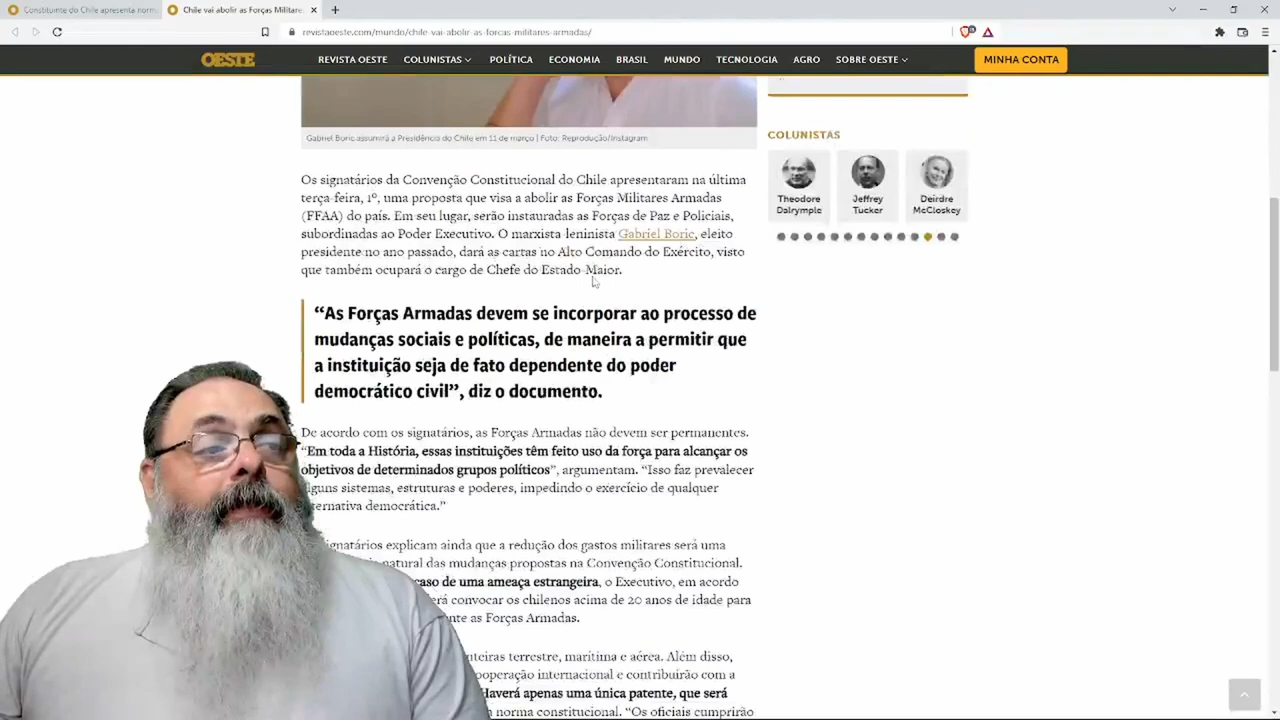 Constituinte do Chile apresenta norm
Chile vai abolir as Forças Militares
revistaoeste.com/mundo/chile-vai-abolir-as-forcas-militares-armadas/
OESTE
REVISTA OESTE
COLUNISTAS
POLÍTICA
ECONOMIA
BRASIL
MUNDO
TECNOLOGIA
AGRO
SOBRE OESTE
MINHA CONTA
Gabriel Boric assumirá a Presidência do Chile em 11 de março | Foto: Reprodução/Instagram
Os signatários da Convenção Constitucional do Chile apresentaram na última
terça-feira, 1º, uma proposta que visa a abolir as Forças Militares Armadas
(FFAA) do país. Em seu lugar, serão instauradas as Forças de Paz e Policiais,
subordinadas ao Poder Executivo. O marxista-leninista Gabriel Boric, eleito
presidente no ano passado, dará as cartas no Alto Comando do Exército, visto
que também ocupará o cargo de Chefe do Estado-Maior.
“As Forças Armadas devem se incorporar ao processo de
mudanças sociais e políticas, de maneira a permitir que
a instituição seja de fato dependente do poder
democrático civil”, diz o documento.
De acordo com os signatários, as Forças Armadas não devem ser permanentes.
“Em toda a História, essas instituições têm feito uso da força para alcançar os
objetivos de determinados grupos políticos”, argumentam. “Isso faz prevalecer
alguns sistemas, estruturas e poderes, impedindo o exercício de qualquer
alternativa democrática.”
signatários explicam ainda que a redução dos gastos militares será uma
natural das mudanças propostas na Convenção Constitucional.
caso de uma ameaça estrangeira, o Executivo, em acordo
convocar os chilenos acima de 20 anos de idade para
as Forças Armadas.
terrestre, marítima e aérea. Além disso,
cooperação internacional e contribuirão com a
Haverá apenas uma única patente, que será
norma constitucional. “Os oficiais cumprirão
COLUNISTAS
Theodore
Dalrymple
Jeffrey
Tucker
Deirdre
McCloskey